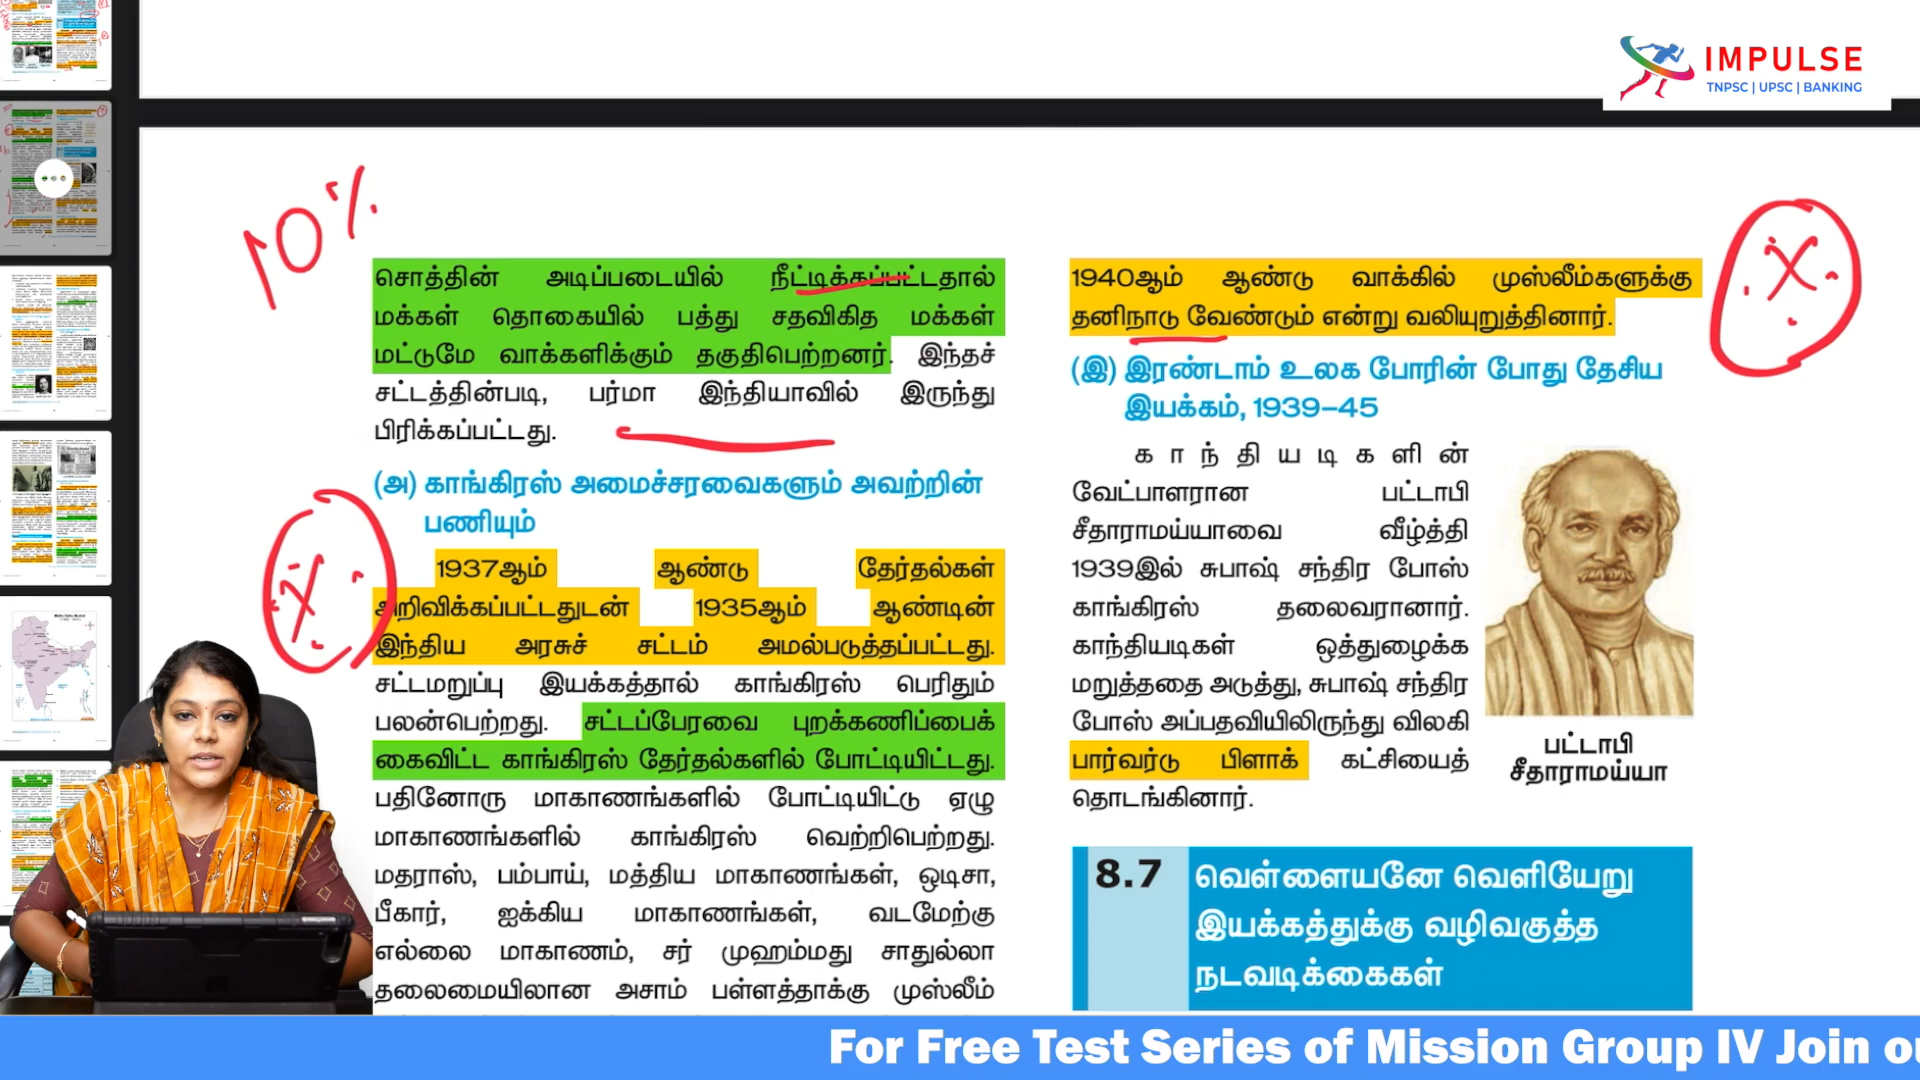 IMPULSE
TNPSC | UPSC | BANKING
10%
சொத்தின் அடிப்படையில் நீட்டிக்கப்பட்டதால்
மக்கள் தொகையில் பத்து சதவிகித மக்கள்
மட்டுமே வாக்களிக்கும் தகுதிபெற்றனர். இந்தச்
சட்டத்தின்படி, பர்மா இந்தியாவில் இருந்து
பிரிக்கப்பட்டது.
(அ) காங்கிரஸ் அமைச்சரவைகளும் அவற்றின்
பணியும்
1937ஆம் ஆண்டு தேர்தல்கள்
அறிவிக்கப்பட்டதுடன் 1935ஆம் ஆண்டின்
இந்திய அரசுச் சட்டம் அமல்படுத்தப்பட்டது.
சட்டமறுப்பு இயக்கத்தால் காங்கிரஸ் பெரிதும்
பலன்பெற்றது. சட்டப்பேரவை புறக்கணிப்பைக்
கைவிட்ட காங்கிரஸ் தேர்தல்களில் போட்டியிட்டது.
பதினோரு மாகாணங்களில் போட்டியிட்டு ஏழு
மாகாணங்களில் காங்கிரஸ் வெற்றிபெற்றது.
மதராஸ், பம்பாய், மத்திய மாகாணங்கள், ஒடிசா,
பீகார், ஐக்கிய மாகாணங்கள், வடமேற்கு
எல்லை மாகாணம், சர் முஹம்மது சாதுல்லா
தலைமையிலான அசாம் பள்ளத்தாக்கு முஸ்லீம்
1940ஆம் ஆண்டு வாக்கில் முஸ்லீம்களுக்கு
தனிநாடு வேண்டும் என்று வலியுறுத்தினார்.
(இ) இரண்டாம் உலக போரின் போது தேசிய
இயக்கம், 1939–45
காந்தியடிகளின்
வேட்பாளரான பட்டாபி
சீதாராமய்யாவை வீழ்த்தி
1939இல் சுபாஷ் சந்திர போஸ்
காங்கிரஸ் தலைவரானார்.
காந்தியடிகள் ஒத்துழைக்க
மறுத்ததை அடுத்து, சுபாஷ் சந்திர
போஸ் அப்பதவியிலிருந்து விலகி
பார்வர்டு பிளாக் கட்சியைத்
தொடங்கினார்.
பட்டாபி
சீதாராமய்யா
8.7 வெள்ளையனே வெளியேறு
இயக்கத்துக்கு வழிவகுத்த
நடவடிக்கைகள்
For Free Test Series of Mission Group IV Join